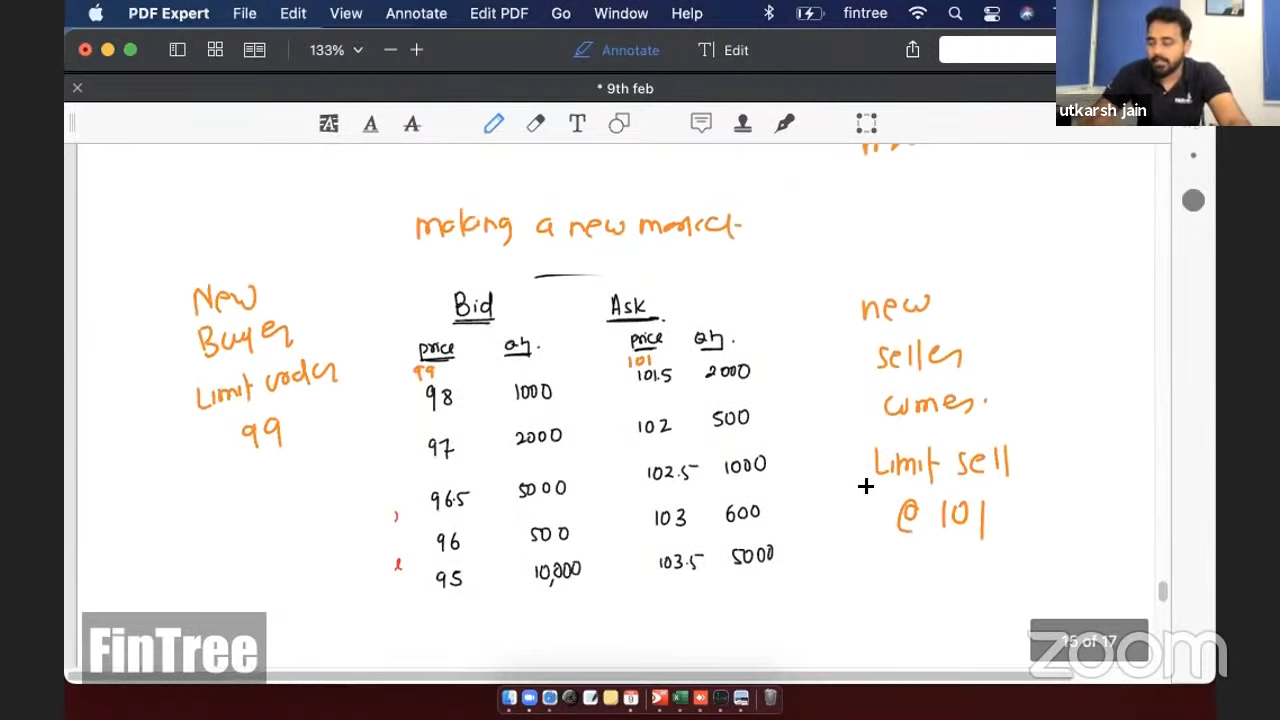 PDF Expert File Edit View Annotate Edit PDF Go Window Help fintree
133% Annotate T| Edit
* 9th feb
utkarsh jain
making a new market
New
Buyer
Limit order
99
Bid Ask
price qty. price qty.
99 101
98 1000 101.5 2000
97 2000 102 500
96.5 5000 102.5 1000
96 500 103 600
95 10,000 103.5 5000
new
seller
comes.
Limit sell
@ 101
FinTree
15 of 17
zoom